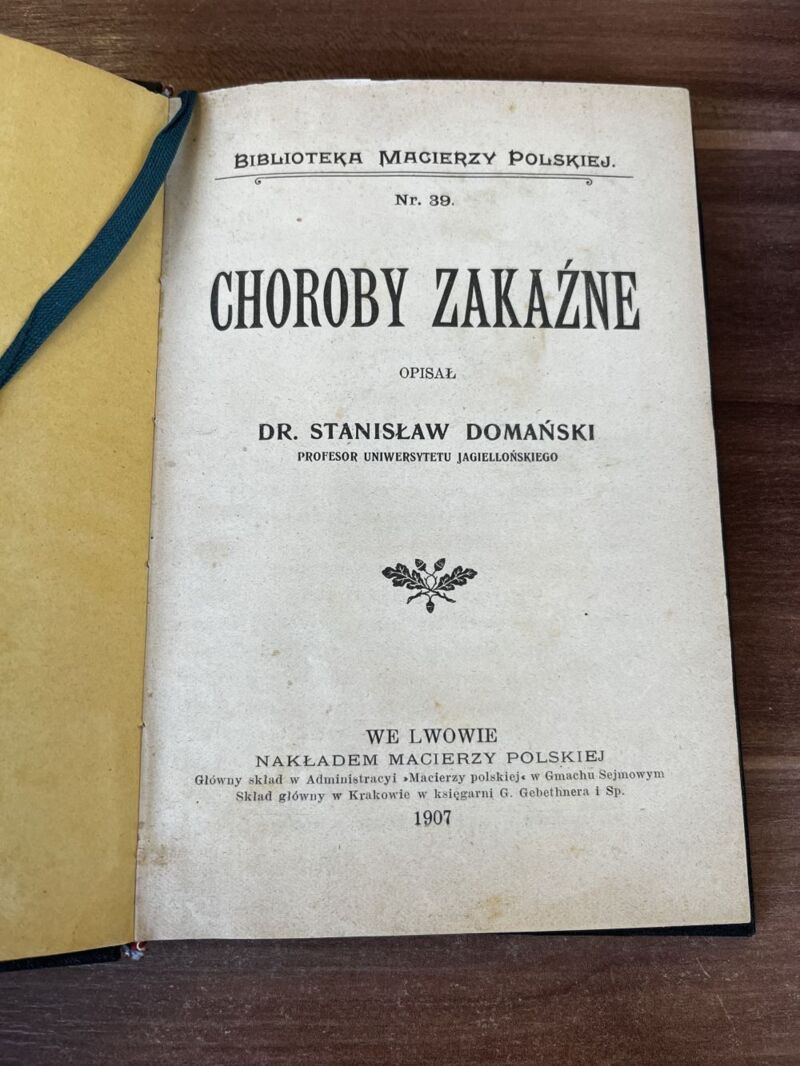 BIBLIOTEKA MACIERZY POLSKIEJ.
Nr. 39.
CHOROBY ZAKAŹNE
OPISAŁ
DR. STANISŁAW DOMAŃSKI
PROFESOR UNIWERSYTETU JAGIELLOŃSKIEGO
WE LWOWIE
NAKŁADEM MACIERZY POLSKIEJ
Główny skład w Administracyi »Macierzy polskiej« w Gmachu Sejmowym
Skład główny w Krakowie w księgarni G. Gebethnera i Sp.
1907